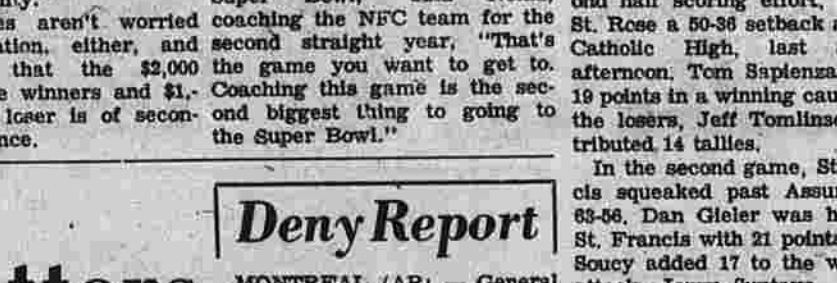 es aren't worried
ation, either, and
that the $2,000
e winners and $1,-
loser is of secon-
nce.
coaching the NFC team for the
second straight year, "That's
the game you want to get to.
Coaching this game is the sec-
ond biggest thing to going to
the Super Bowl."
Deny Report
MONTREAL (AP) — General
St. Rose a 50-36 setback
Catholic High, last
afternoon. Tom Sapienza
19 points in a winning cau
the losers, Jeff Tomlins
tributed 14 tallies.
In the second game, St
cis squeaked past Assu
63-56. Dan Gieler was h
St. Francis with 21 points
Soucy added 17 to the w